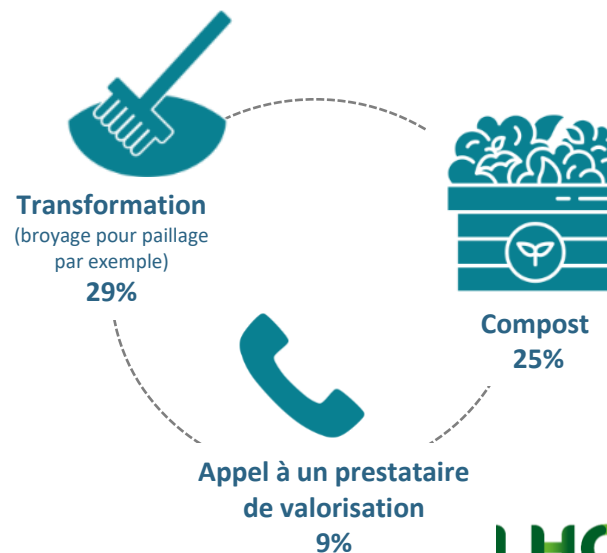 Transformation
(broyage pour paillage
par exemple)
29%
Compost
25%
Appel à un prestataire
de valorisation
9%